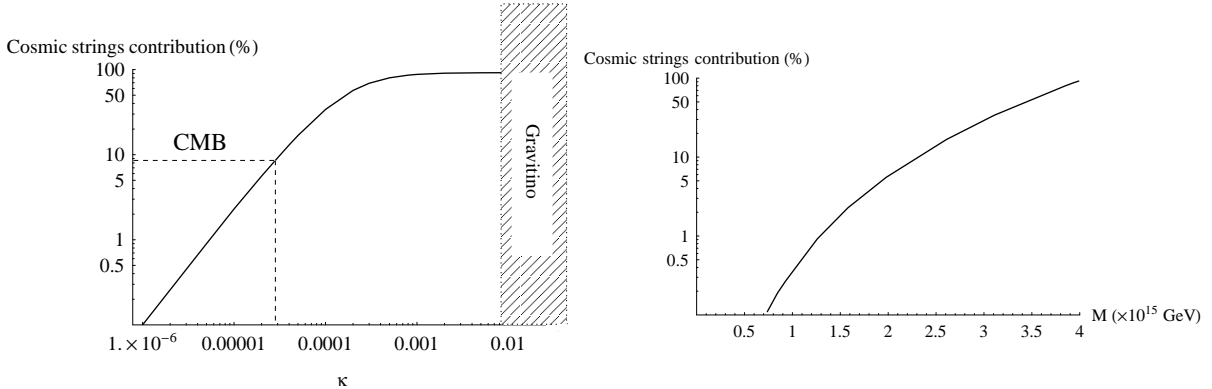 Cosmic strings contribution (%)
100
50
10
5
1
0.5
CMB
Gravitino
1. × 10⁻⁶ 0.00001 0.0001 0.001 0.01
κ
Cosmic strings contribution (%)
100
50
10
5
1
0.5
0.5 1 1.5 2 2.5 3 3.5 4
M (×10¹⁵ GeV)